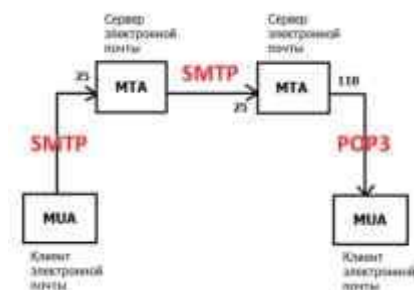 Сервер
электронной
почты
Сервер
электронной
почты
25
MTA
SMTP
25
MTA
110
SMTP
POP3
MUA
MUA
Клиент
электронной
почты
Клиент
электронной
почты